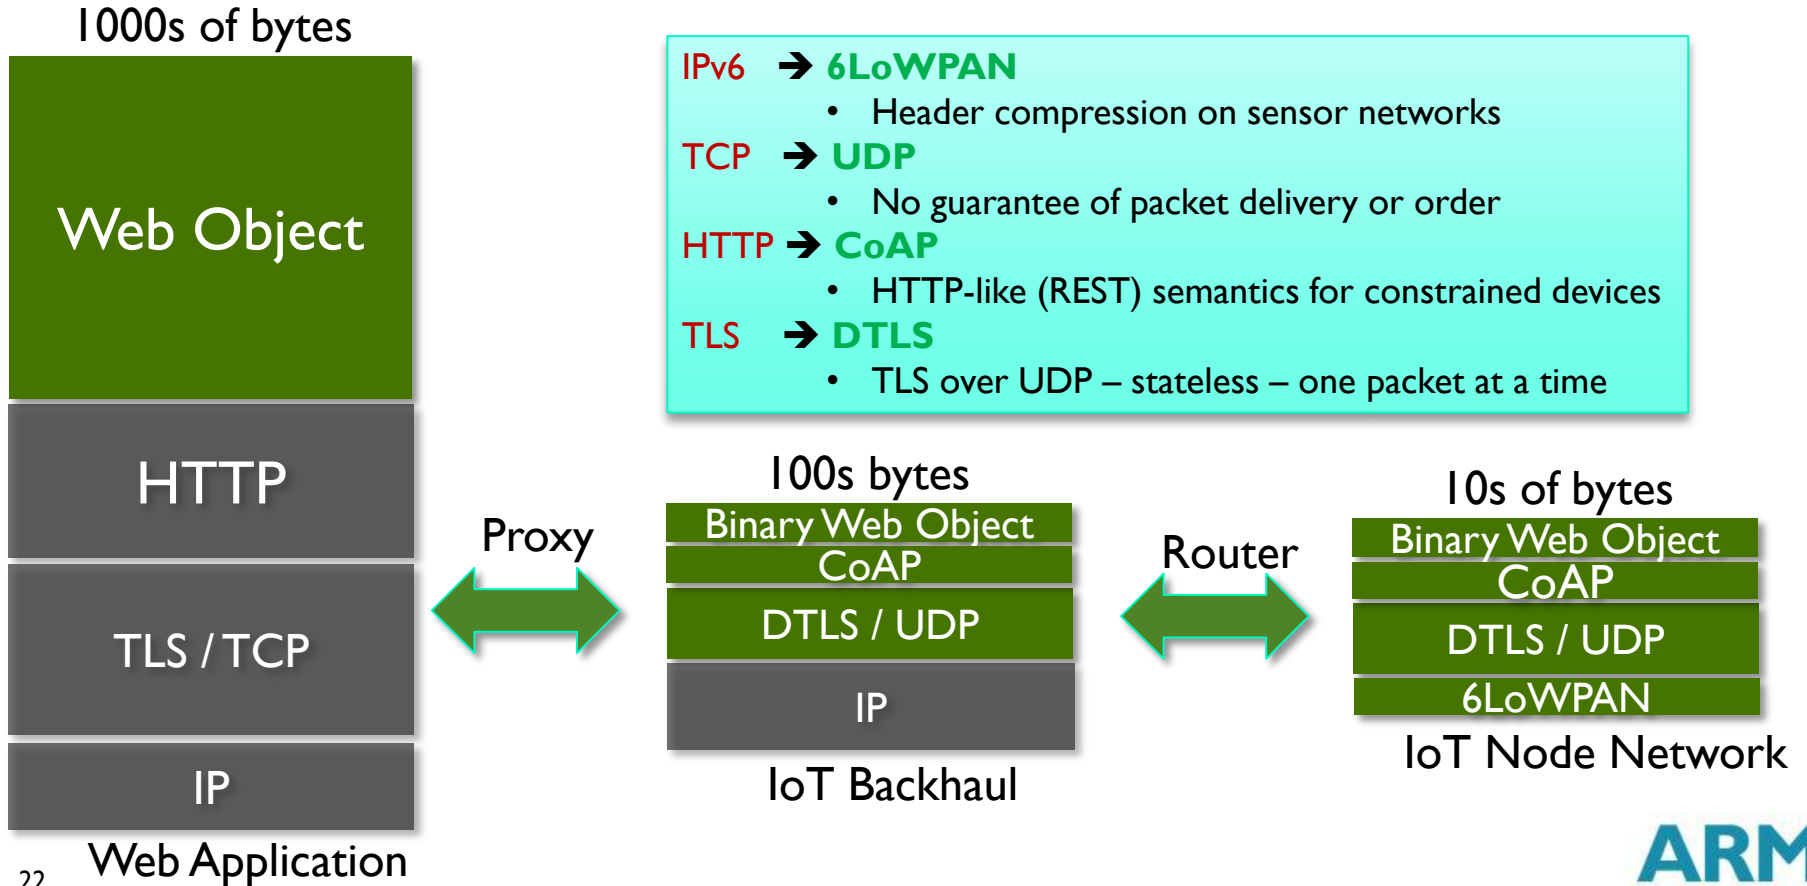 1000s of bytes
Web Object
HTTP
TLS / TCP
IP
Web Application
IPv6 ➔ 6LoWPAN
• Header compression on sensor networks
TCP ➔ UDP
• No guarantee of packet delivery or order
HTTP ➔ CoAP
• HTTP-like (REST) semantics for constrained devices
TLS ➔ DTLS
• TLS over UDP – stateless – one packet at a time
Proxy
100s bytes
Binary Web Object
CoAP
DTLS / UDP
IP
IoT Backhaul
Router
10s of bytes
Binary Web Object
CoAP
DTLS / UDP
6LoWPAN
IoT Node Network
22
ARM